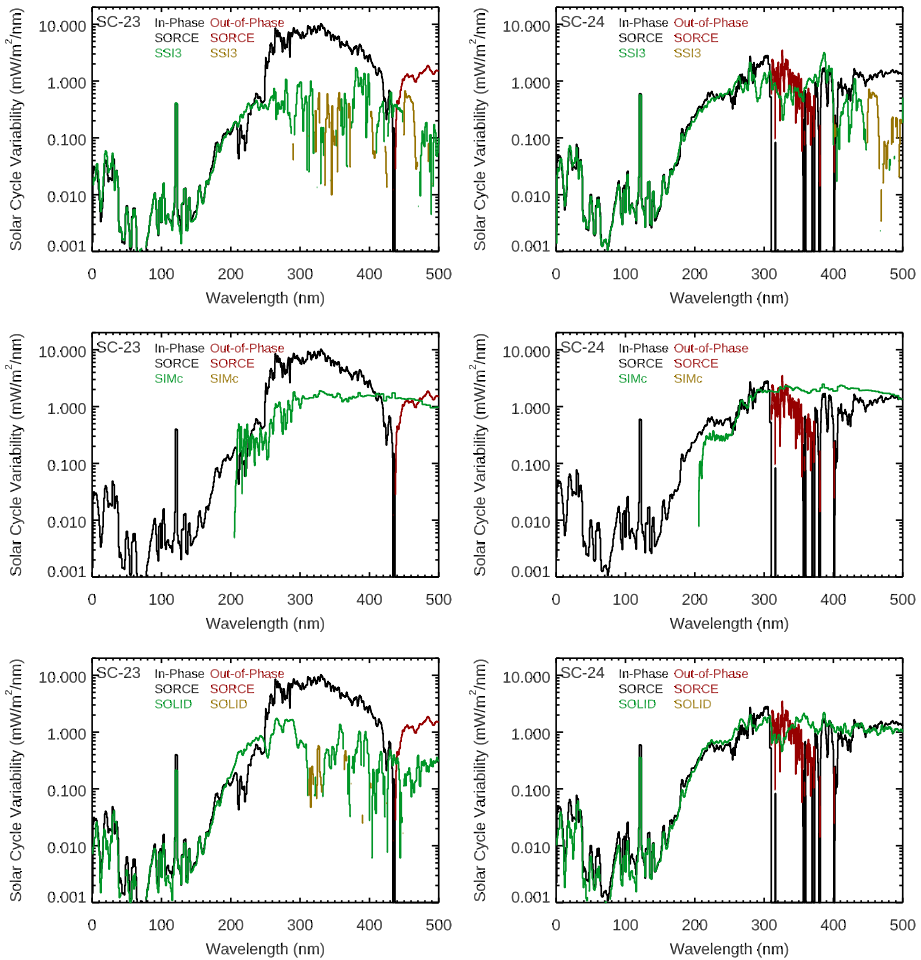 SC-23 In-Phase Out-of-Phase
SORCE SORCE
SSI3 SSI3
10.000
1.000
0.100
0.010
0.001
Solar Cycle Variability (mW/m²/nm)
0 100 200 300 400 500
Wavelength (nm)
SC-24 In-Phase Out-of-Phase
SORCE SORCE
SSI3 SSI3
10.000
1.000
0.100
0.010
0.001
Solar Cycle Variability (mW/m²/nm)
0 100 200 300 400 500
Wavelength (nm)
SC-23 In-Phase Out-of-Phase
SORCE SORCE
SIMc SIMc
10.000
1.000
0.100
0.010
0.001
Solar Cycle Variability (mW/m²/nm)
0 100 200 300 400 500
Wavelength (nm)
SC-24 In-Phase Out-of-Phase
SORCE SORCE
SIMc SIMc
10.000
1.000
0.100
0.010
0.001
Solar Cycle Variability (mW/m²/nm)
0 100 200 300 400 500
Wavelength (nm)
SC-23 In-Phase Out-of-Phase
SORCE SORCE
SOLID SOLID
10.000
1.000
0.100
0.010
0.001
Solar Cycle Variability (mW/m²/nm)
0 100 200 300 400 500
Wavelength (nm)
SC-24 In-Phase Out-of-Phase
SORCE SORCE
SOLID SOLID
10.000
1.000
0.100
0.010
0.001
Solar Cycle Variability (mW/m²/nm)
0 100 200 300 400 500
Wavelength (nm)